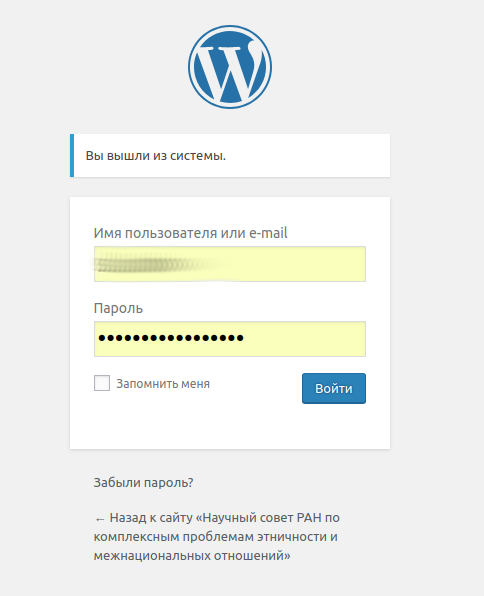 Вы вышли из системы.
Имя пользователя или e-mail
Пароль
Запомнить меня
Войти
Забыли пароль?
← Назад к сайту «Научный совет РАН по
комплексным проблемам этничности и
межнациональных отношений»